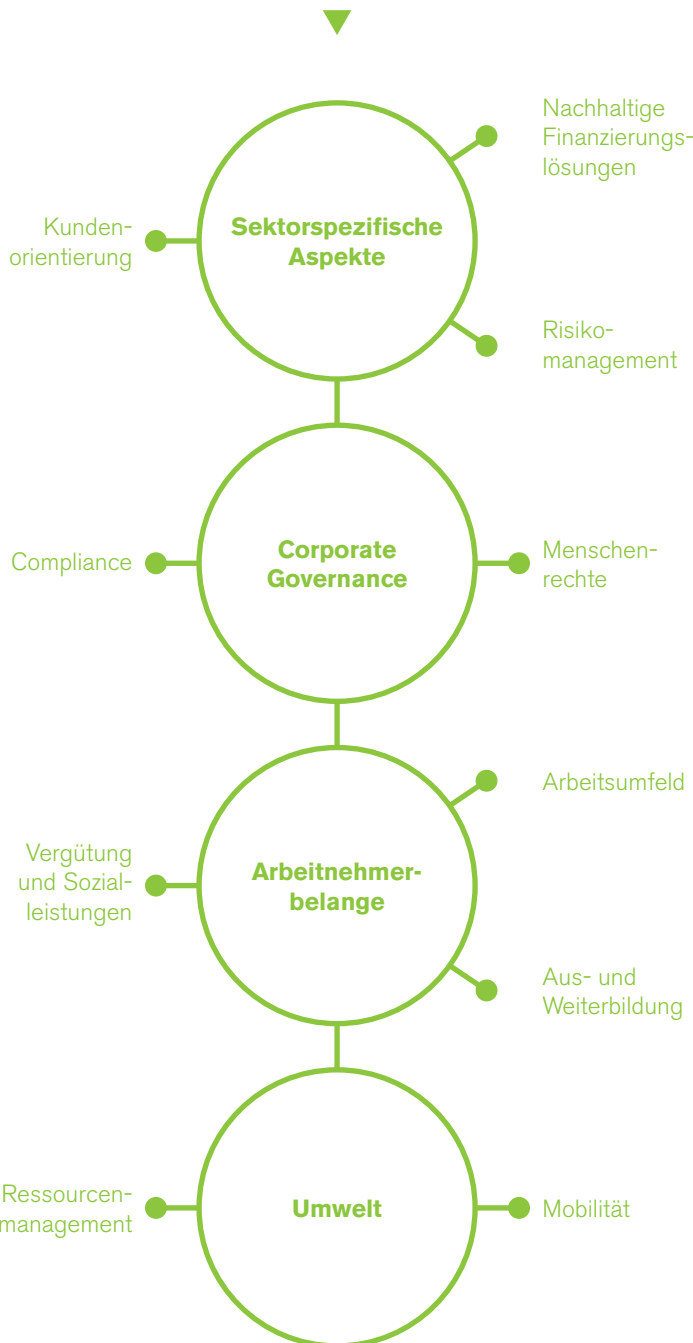 Nachhaltige
Finanzierungs-
lösungen
Kunden-
orientierung
Sektorspezifische
Aspekte
Risiko-
management
Compliance
Corporate
Governance
Menschen-
rechte
Arbeitsumfeld
Vergütung
und Sozial-
leistungen
Arbeitnehmer-
belange
Aus- und
Weiterbildung
Ressourcen-
management
Umwelt
Mobilität